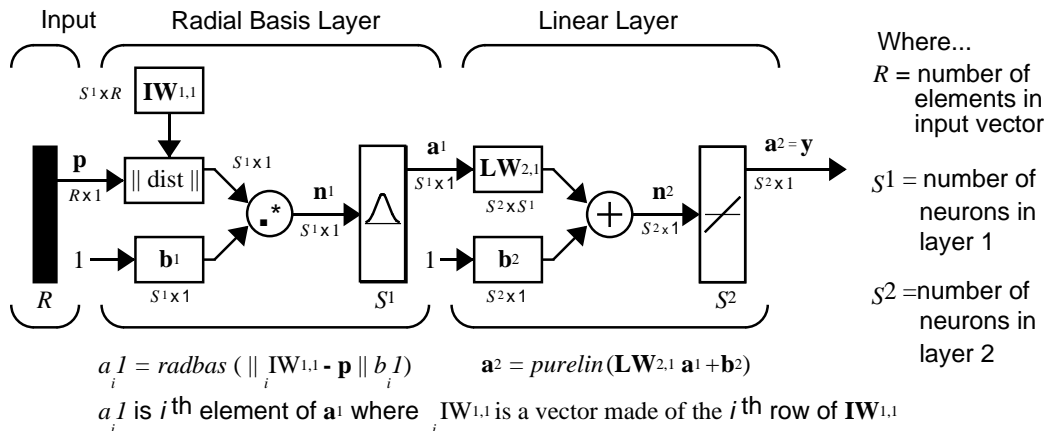 Input
Radial Basis Layer
Linear Layer
S¹ x R
IW¹,¹
p
R x 1
|| dist ||
S¹ x 1
.*
n¹
S¹ x 1
1
b¹
S¹ x 1
R
S¹
a¹
S¹ x 1
LW²,¹
S² x S¹
+
n²
S² x 1
1
b²
S² x 1
S²
a² = y
S² x 1
Where...
R = number of
elements in
input vector
S1 = number of
neurons in
layer 1
S2 =number of
neurons in
layer 2
aᵢ1 = radbas ( || ᵢIW¹,¹ - p || bᵢ1)
a² = purelin(LW²,¹ a¹ +b²)
aᵢ1 is i th element of a¹ where ᵢIW¹,¹ is a vector made of the i th row of IW¹,¹